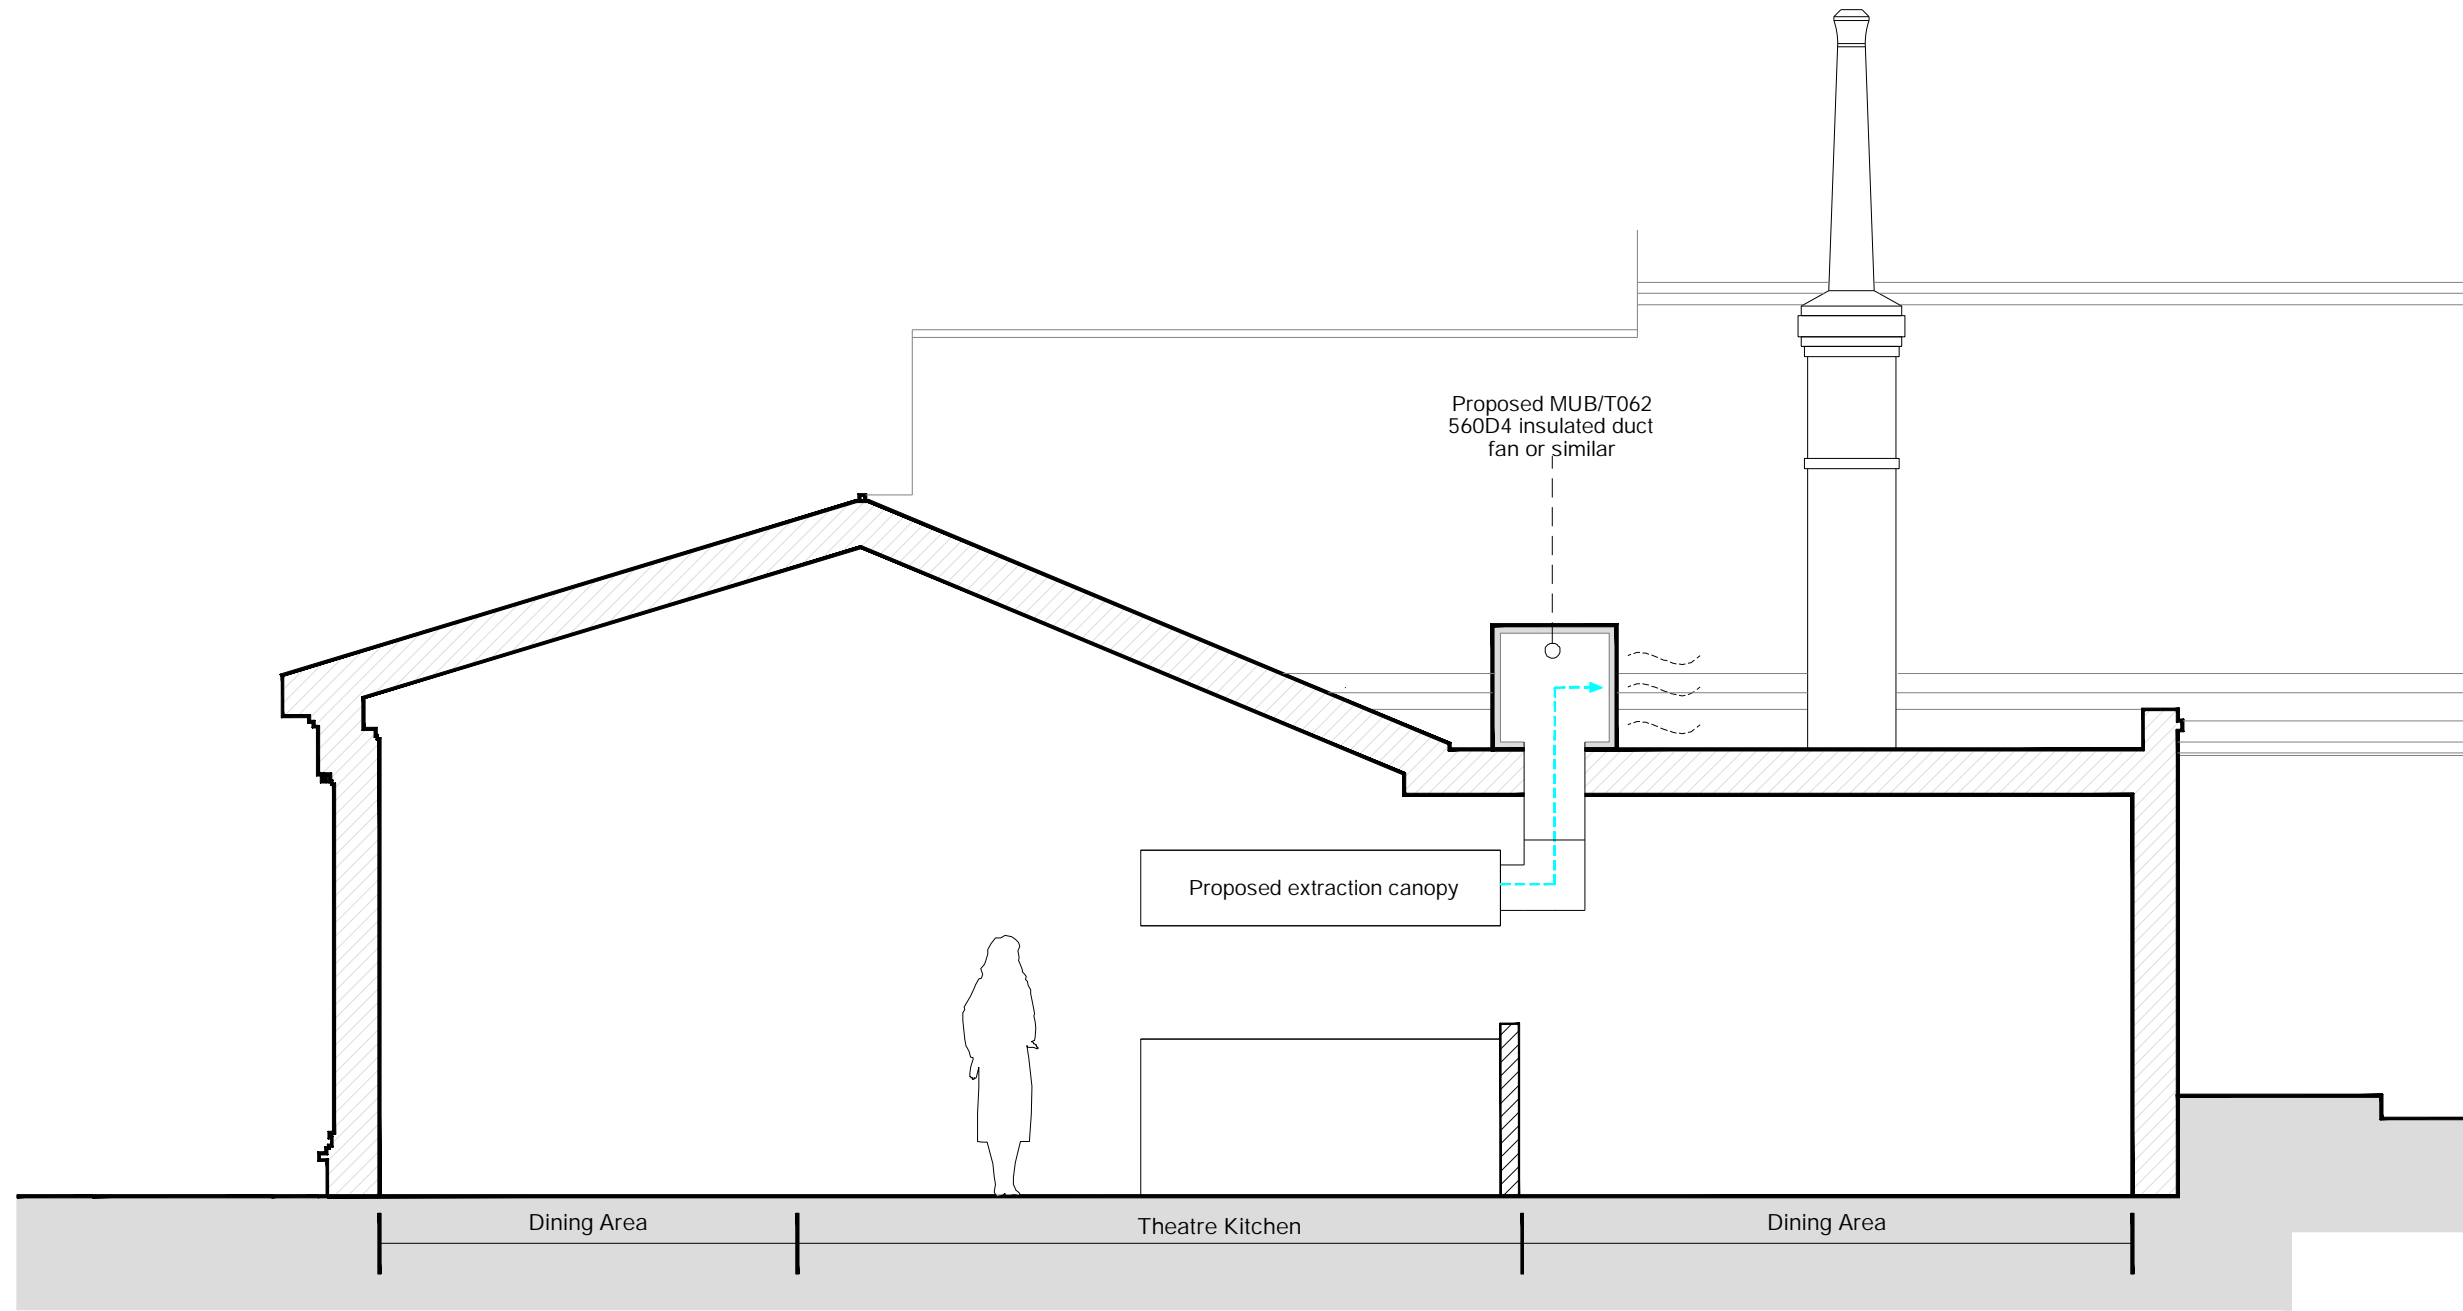 Proposed MUB/T062
560D4 insulated duct
fan or similar
Proposed extraction canopy
Dining Area
Theatre Kitchen
Dining Area